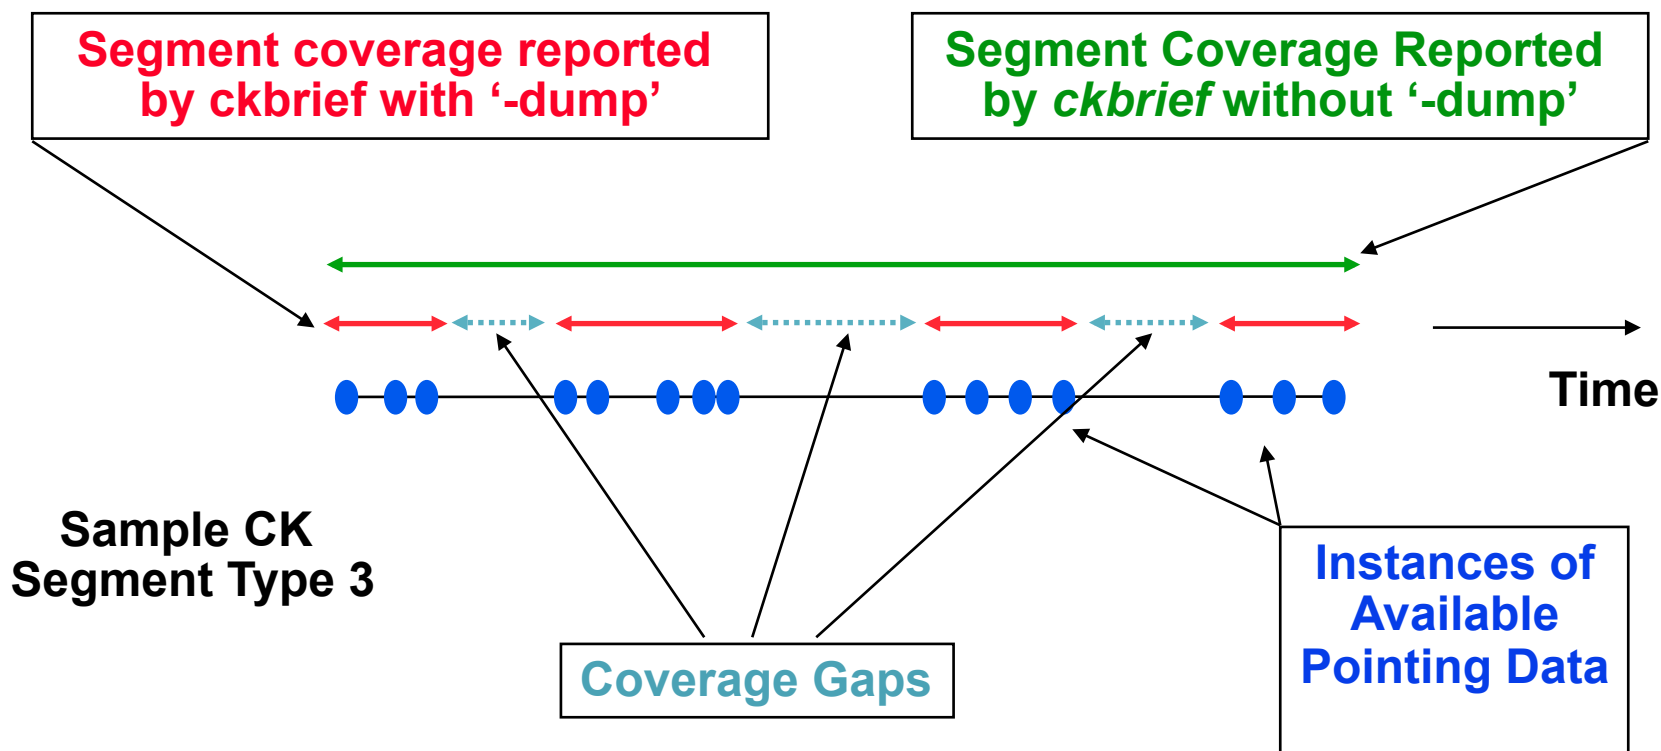 Segment coverage reported
by ckbrief with ‘-dump’
Segment Coverage Reported
by ckbrief without ‘-dump’
Time
Sample CK
Segment Type 3
Coverage Gaps
Instances of
Available
Pointing Data